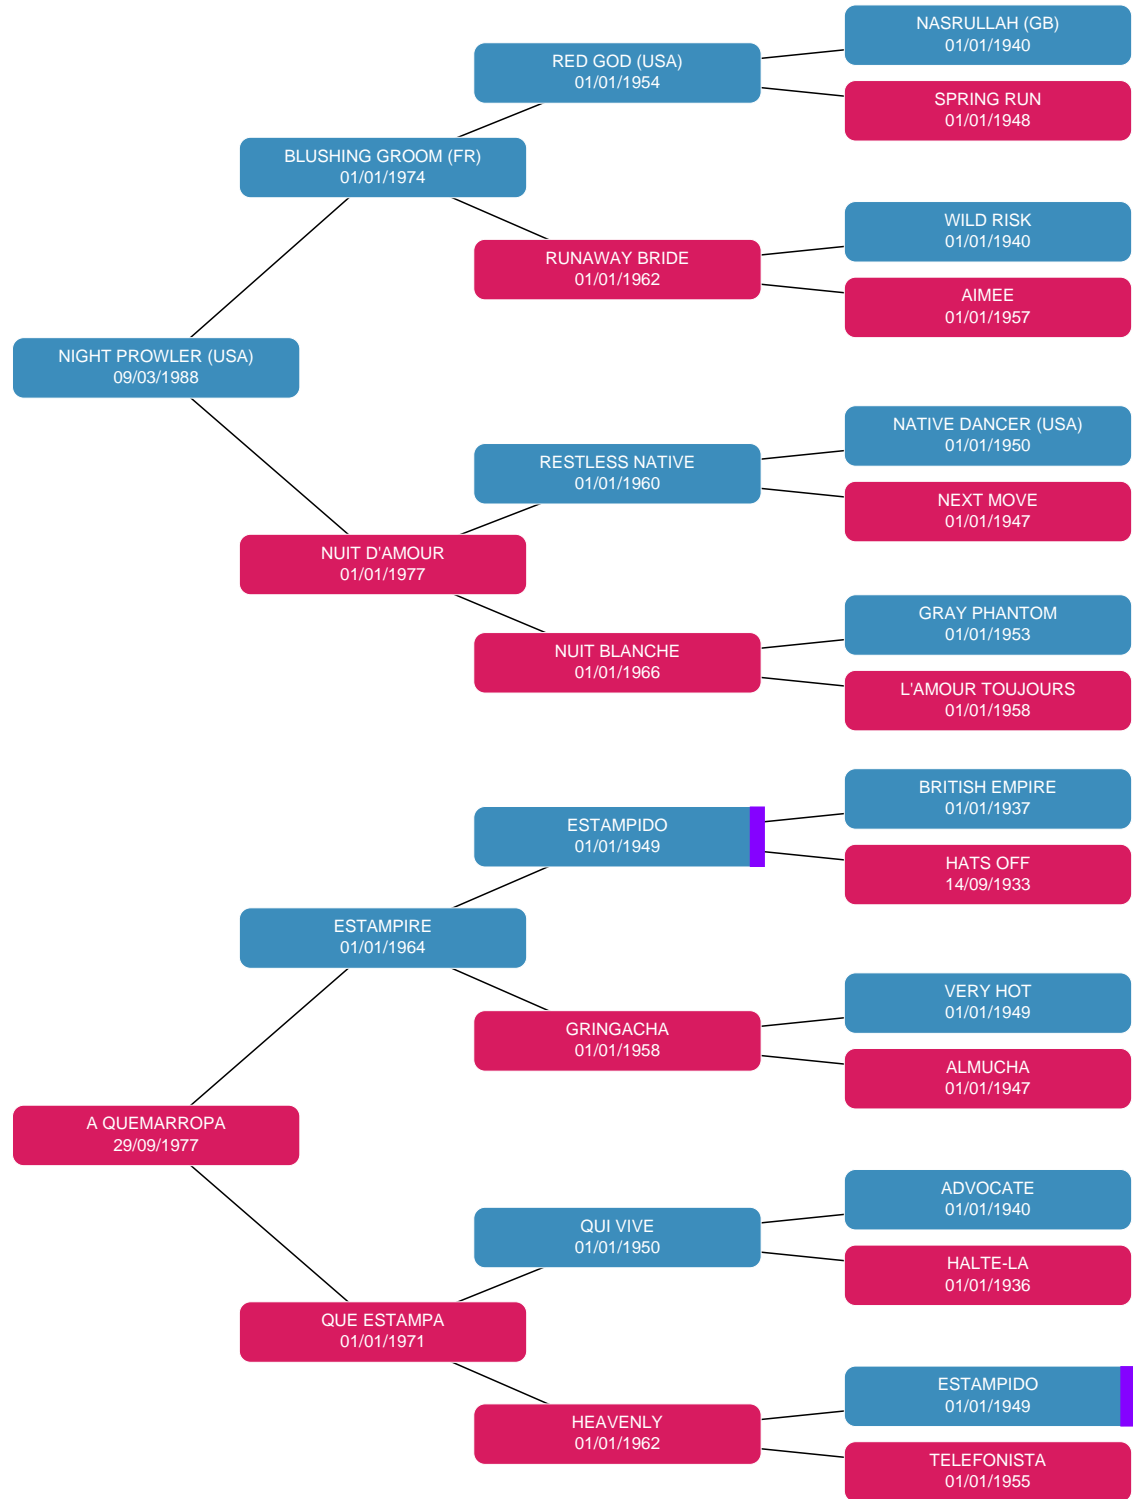 NASRULLAH (GB)
01/01/1940
RED GOD (USA)
01/01/1954
SPRING RUN
01/01/1948
BLUSHING GROOM (FR)
01/01/1974
WILD RISK
01/01/1940
RUNAWAY BRIDE
01/01/1962
AIMEE
01/01/1957
NIGHT PROWLER (USA)
09/03/1988
NATIVE DANCER (USA)
01/01/1950
RESTLESS NATIVE
01/01/1960
NEXT MOVE
01/01/1947
NUIT D'AMOUR
01/01/1977
GRAY PHANTOM
01/01/1953
NUIT BLANCHE
01/01/1966
L'AMOUR TOUJOURS
01/01/1958
BRITISH EMPIRE
01/01/1937
ESTAMPIDO
01/01/1949
HATS OFF
14/09/1933
ESTAMPIRE
01/01/1964
VERY HOT
01/01/1949
GRINGACHA
01/01/1958
ALMUCHA
01/01/1947
A QUEMARROPA
29/09/1977
ADVOCATE
01/01/1940
QUI VIVE
01/01/1950
HALTE-LA
01/01/1936
QUE ESTAMPA
01/01/1971
ESTAMPIDO
01/01/1949
HEAVENLY
01/01/1962
TELEFONISTA
01/01/1955